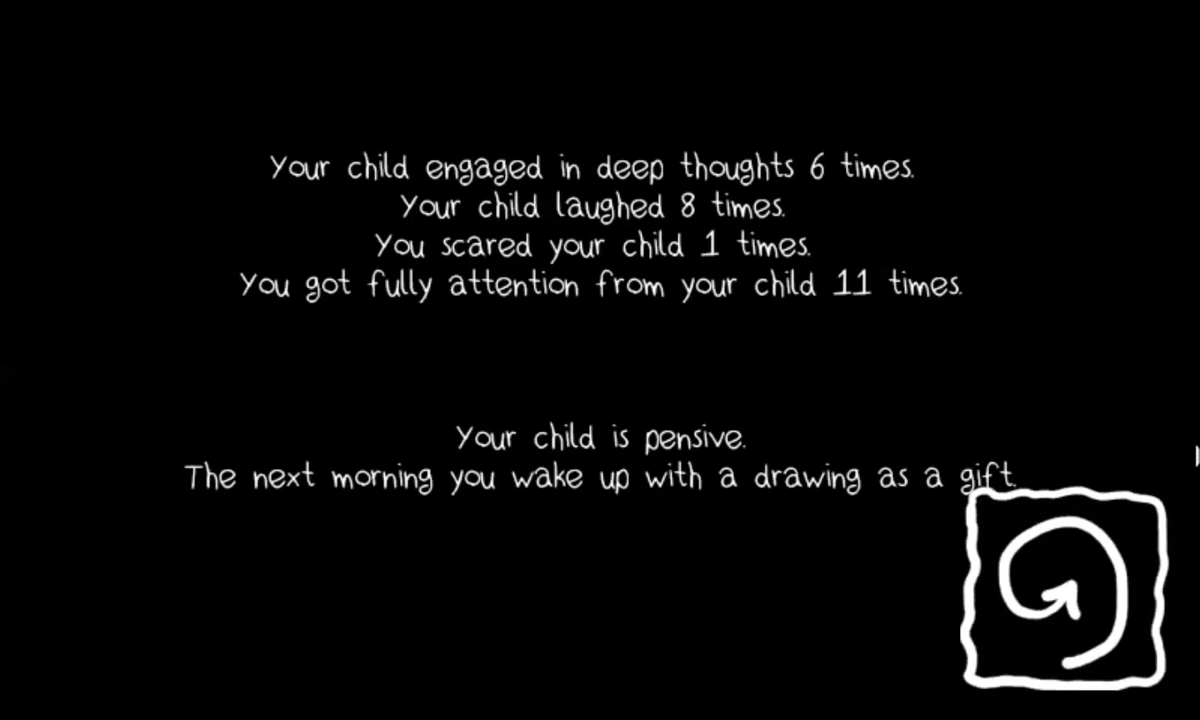 Your child engaged in deep thoughts 6 times.
Your child laughed 8 times.
You scared your child 1 times.
You got fully attention from your child 11 times.
Your child is pensive.
The next morning you wake up with a drawing as a gift.